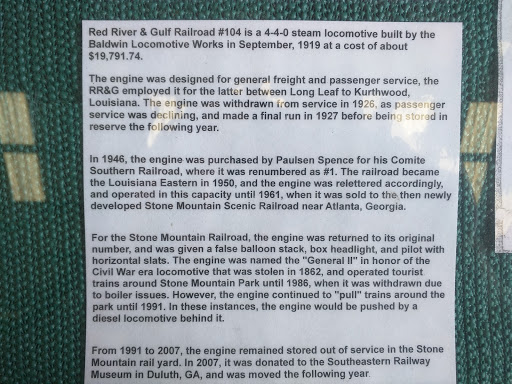 Red River & Gulf Railroad #104 is a 4-4-0 steam locomotive built by the
Baldwin Locomotive Works in September, 1919 at a cost of about
$19,791.74.
The engine was designed for general freight and passenger service, the
RR&G employed it for the latter between Long Leaf to Kurthwood,
Louisiana. The engine was withdrawn from service in 1926, as passenger
service was declining, and made a final run in 1927 before being stored in
reserve the following year.
In 1946, the engine was purchased by Paulsen Spence for his Comite
Southern Railroad, where it was renumbered as #1. The railroad became
the Louisiana Eastern in 1950, and the engine was relettered accordingly,
and operated in this capacity until 1961, when it was sold to the then newly
developed Stone Mountain Scenic Railroad near Atlanta, Georgia.
For the Stone Mountain Railroad, the engine was returned to its original
number, and was given a false balloon stack, box headlight, and pilot with
horizontal slats. The engine was named the "General II" in honor of the
Civil War era locomotive that was stolen in 1862, and operated tourist
trains around Stone Mountain Park until 1986, when it was withdrawn due
to boiler issues. However, the engine continued to "pull" trains around the
park until 1991. In these instances, the engine would be pushed by a
diesel locomotive behind it.
From 1991 to 2007, the engine remained stored out of service in the Stone
Mountain rail yard. In 2007, it was donated to the Southeastern Railway
Museum in Duluth, GA, and was moved the following year.